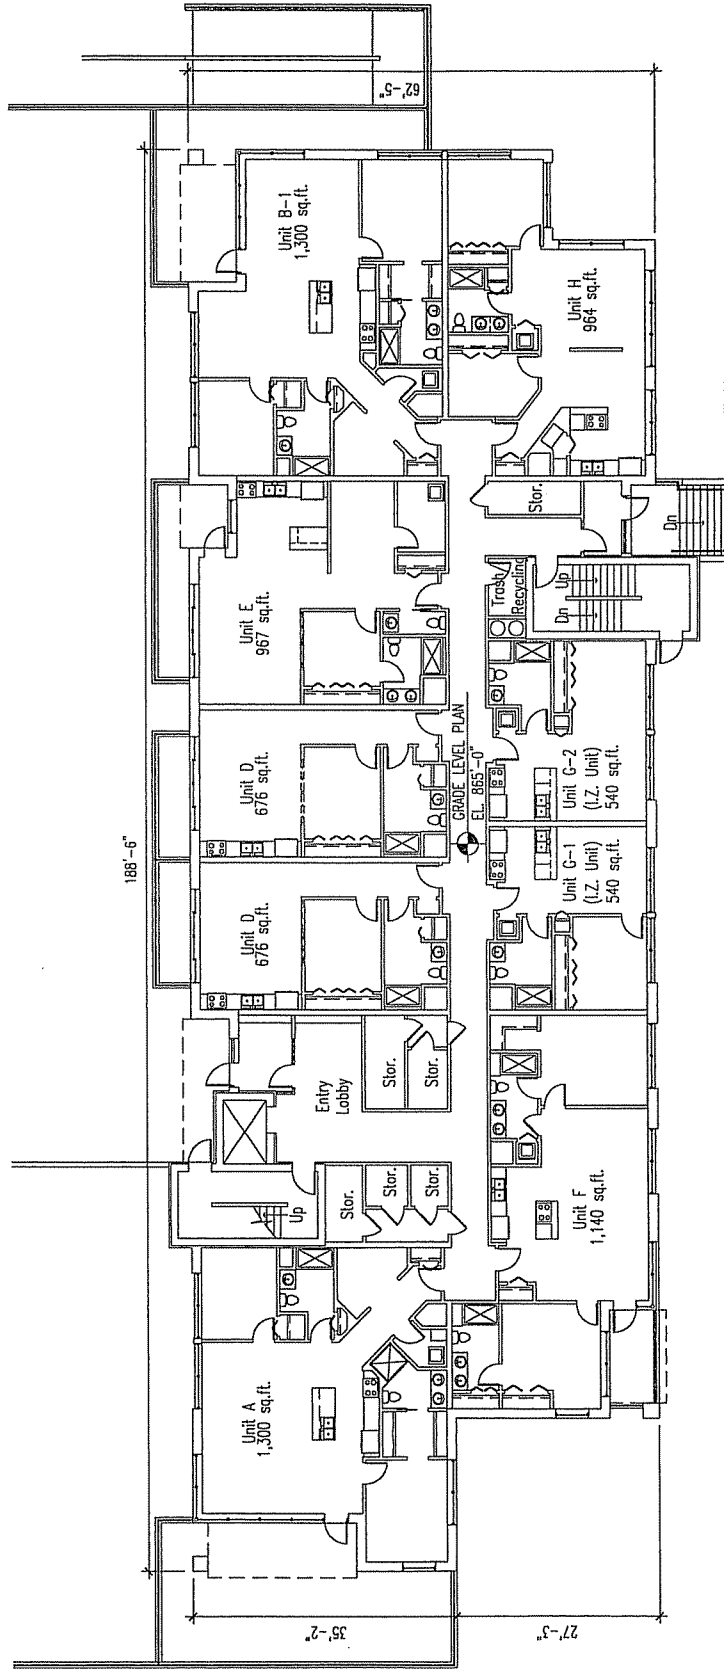 62'-5"
188'-6"
Unit B-1
1,300 sq.ft.
Unit H
964 sq.ft.
Stor.
Dn
Unit E
967 sq.ft.
Trash
Recycling
Up
Dn
GRADE LEVEL PLAN
EL. 865'-0"
Unit D
676 sq.ft.
Unit G-2
(I.Z. Unit)
540 sq.ft.
Unit D
676 sq.ft.
Unit G-1
(I.Z. Unit)
540 sq.ft.
Entry
Lobby
Stor.
Stor.
Up
Stor.
Stor.
Stor.
Unit F
1,140 sq.ft.
Unit A
1,300 sq.ft.
35'-2"
27'-3"